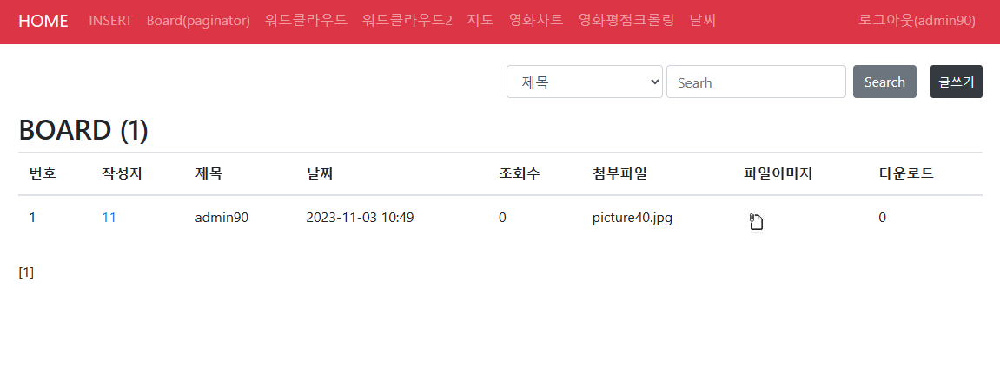 HOME INSERT Board(paginator) 워드클라우드 워드클라우드2 지도 영화차트 영화평점크롤링 날씨 로그아웃(admin90)
제목 Searh Search 글쓰기
BOARD (1)
번호 작성자 제목 날짜 조회수 첨부파일 파일이미지 다운로드
1 11 admin90 2023-11-03 10:49 0 picture40.jpg 0
[1]